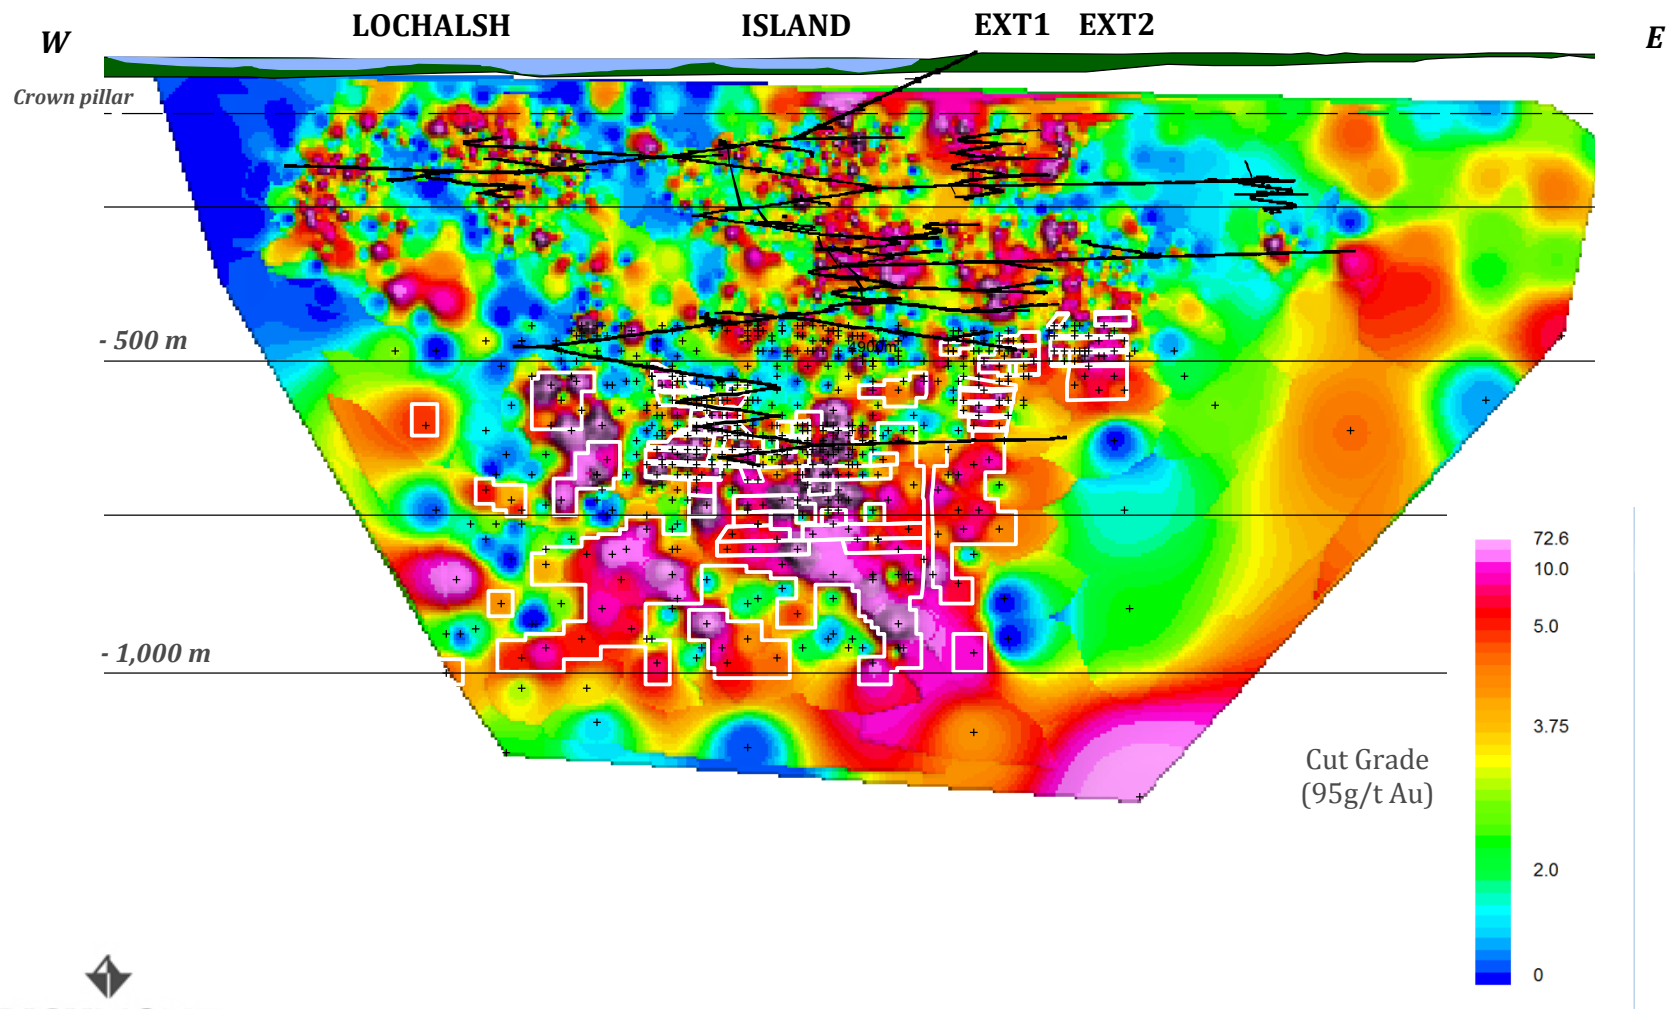 LOCHALSH ISLAND EXT1 EXT2
W E
Crown pillar
- 500 m
- 1,000 m
72.6
10.0
5.0
3.75
2.0
0
Cut Grade
(95g/t Au)